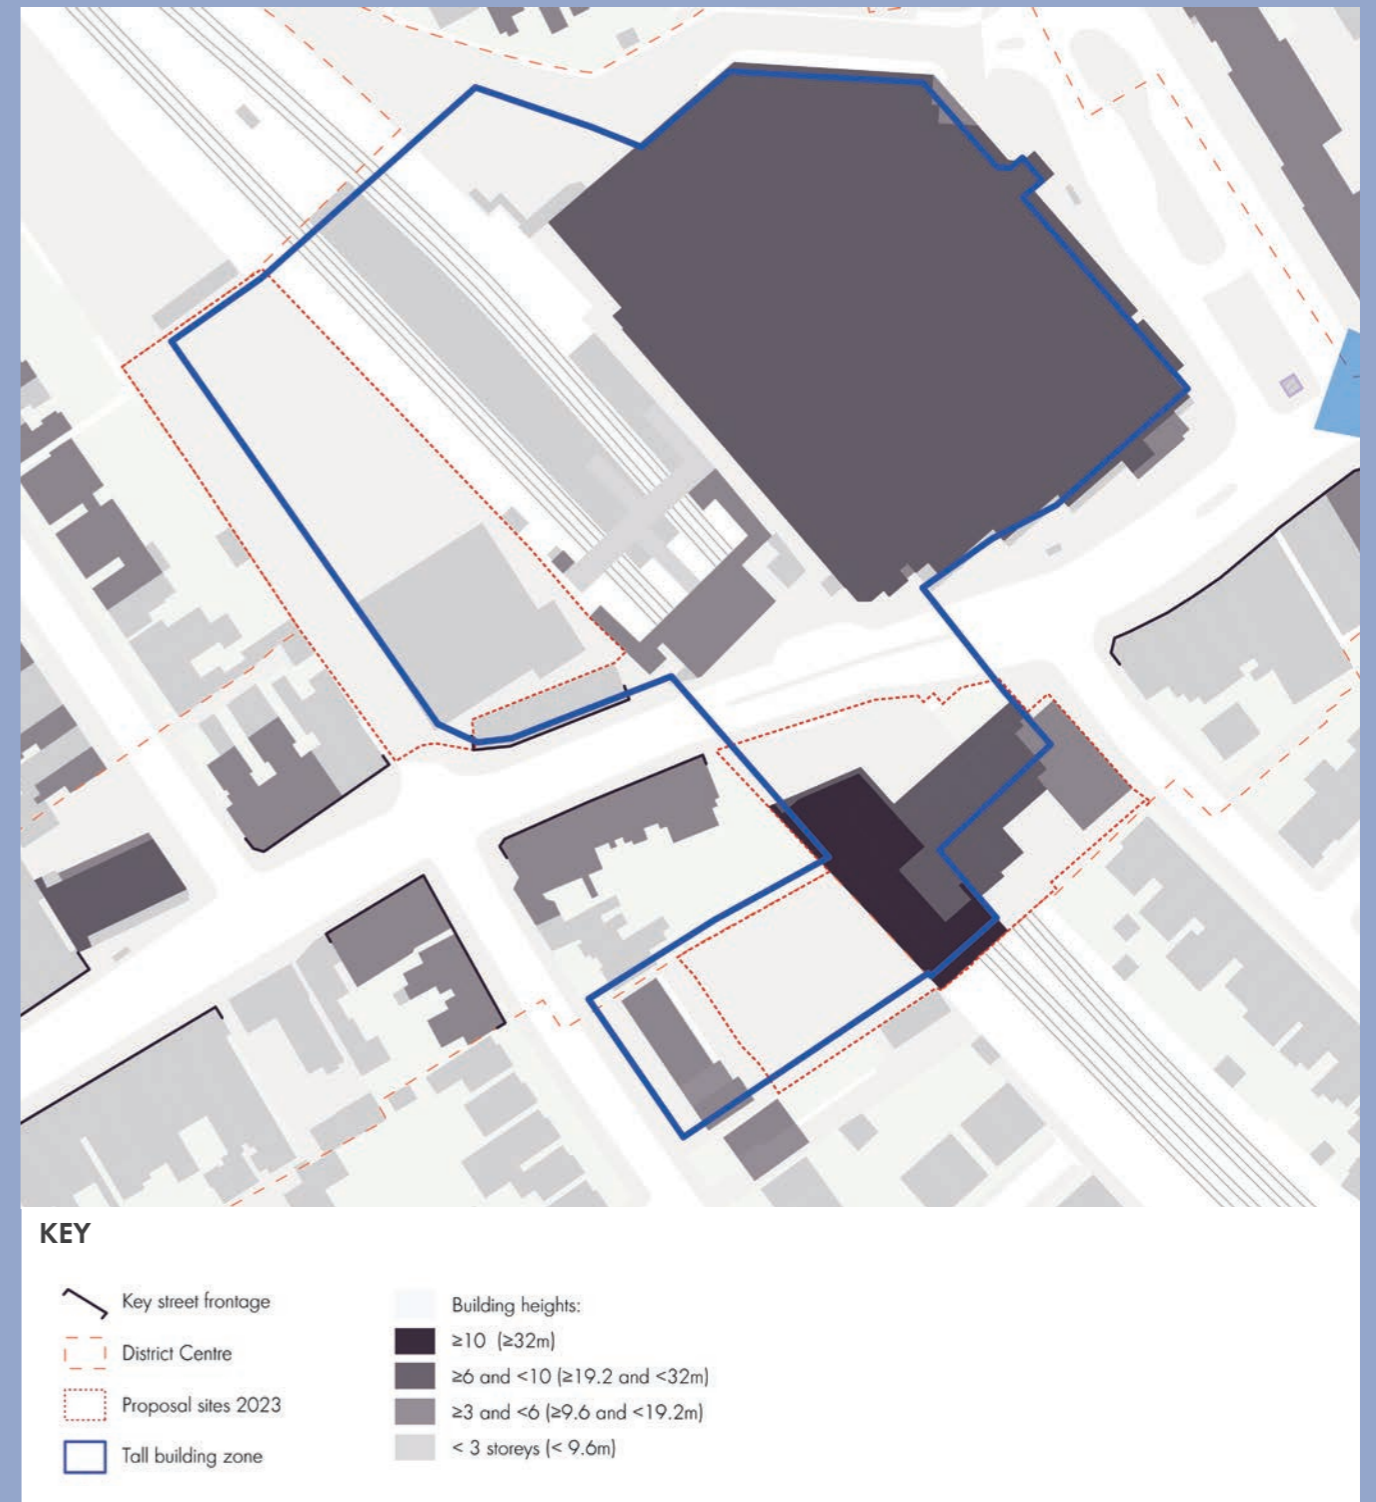 KEY
Key street frontage
District Centre
Proposal sites 2023
Tall building zone
Building heights:
≥10 (≥32m)
≥6 and <10 (≥19.2 and <32m)
≥3 and <6 (≥9.6 and <19.2m)
< 3 storeys (< 9.6m)